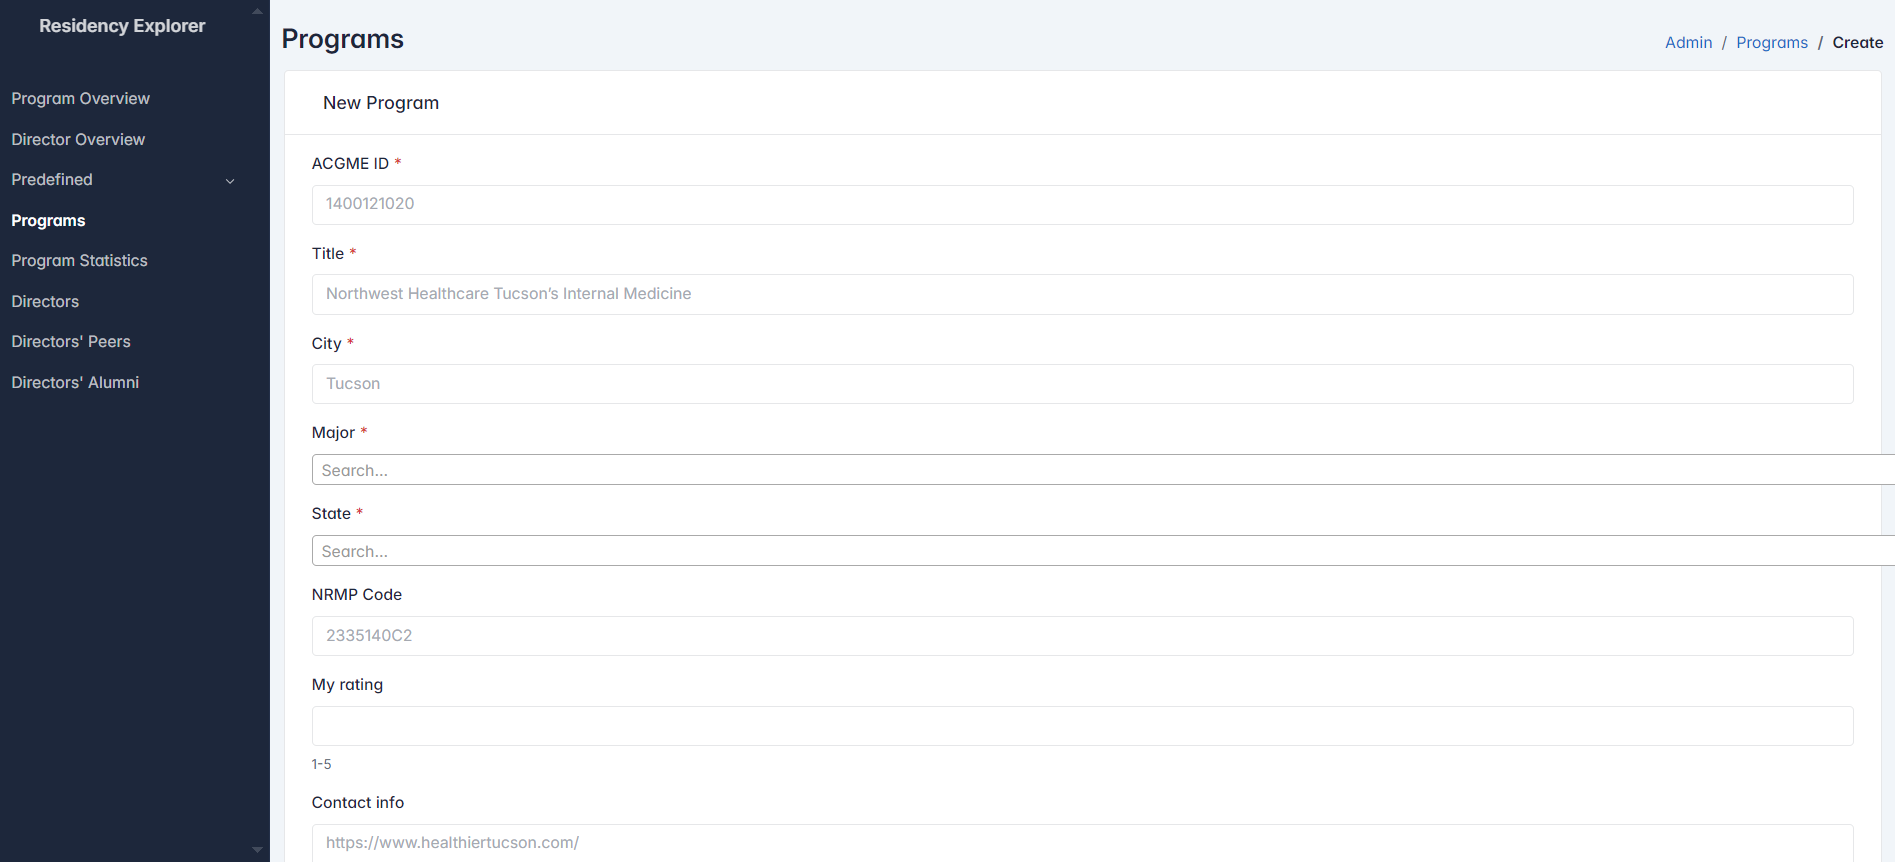 Residency Explorer
Program Overview
Director Overview
Predefined
Programs
Program Statistics
Directors
Directors' Peers
Directors' Alumni
Programs
Admin / Programs / Create
New Program
ACGME ID *
1400121020
Title *
Northwest Healthcare Tucson’s Internal Medicine
City *
Tucson
Major *
Search...
State *
Search...
NRMP Code
2335140C2
My rating
1-5
Contact info
https://www.healthiertucson.com/